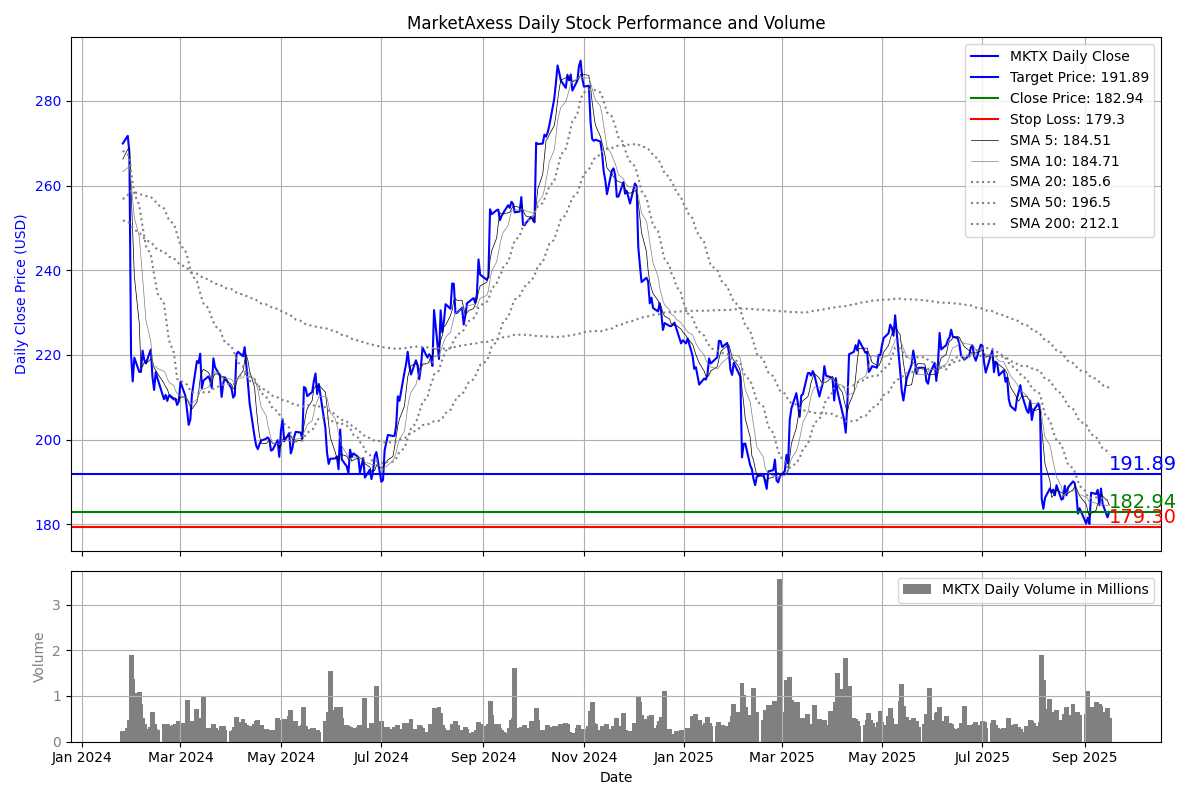 MarketAxess Daily Stock Performance and Volume
MKTX Daily Close
Target Price: 191.89
Close Price: 182.94
Stop Loss: 179.3
SMA 5: 184.51
SMA 10: 184.71
SMA 20: 185.6
SMA 50: 196.5
SMA 200: 212.1
Daily Close Price (USD)
280
260
240
220
200
180
191.89
182.94
179.30
MKTX Daily Volume in Millions
Volume
3
2
1
0
Jan 2024 Mar 2024 May 2024 Jul 2024 Sep 2024 Nov 2024 Jan 2025 Mar 2025 May 2025 Jul 2025 Sep 2025
Date